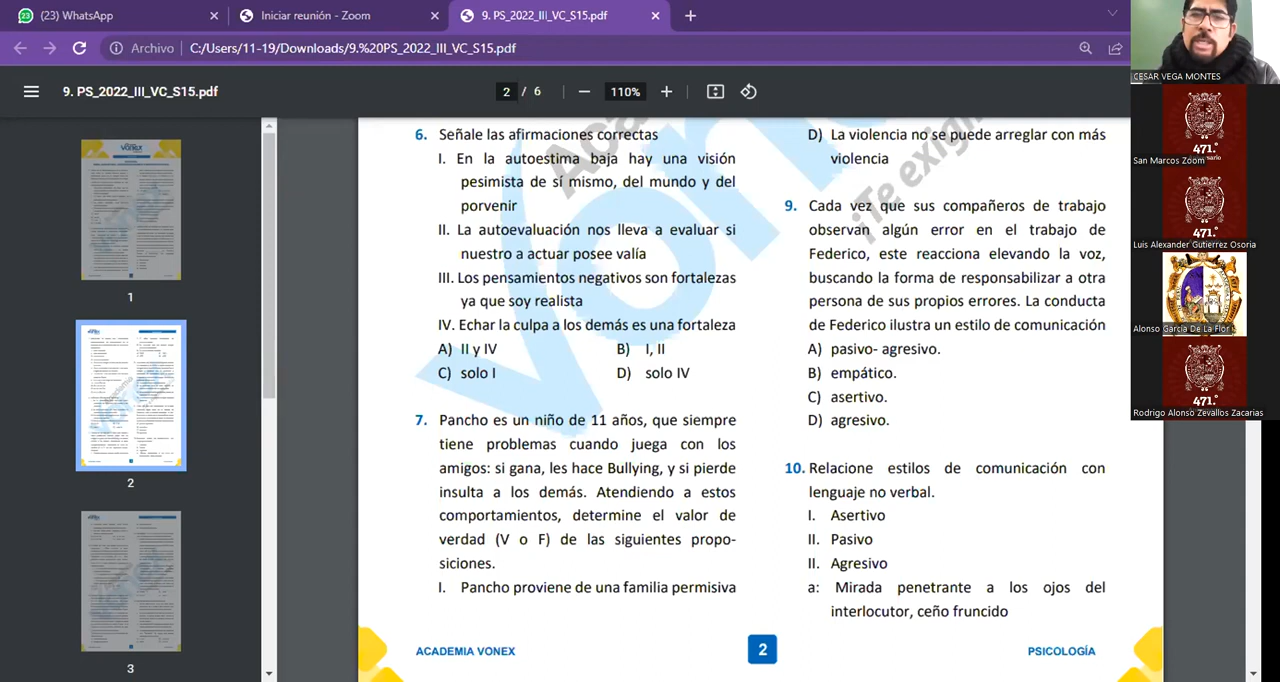 (23) WhatsApp
Iniciar reunión - Zoom
9. PS_2022_III_VC_S15.pdf
Archivo
C:/Users/11-19/Downloads/9.%20PS_2022_III_VC_S15.pdf
9. PS_2022_III_VC_S15.pdf
2 / 6
110%
1
2
3
6. Señale las afirmaciones correctas
I. En la autoestima baja hay una visión
pesimista de sí mismo, del mundo y del
porvenir
II. La autoevaluación nos lleva a evaluar si
nuestro a actuar posee valía
III. Los pensamientos negativos son fortalezas
ya que soy realista
IV. Echar la culpa a los demás es una fortaleza
A) II y IV
B) I, II
C) solo I
D) solo IV
7. Pancho es un niño de 11 años, que siempre
tiene problemas cuando juega con los
amigos: si gana, les hace Bullying, y si pierde
insulta a los demás. Atendiendo a estos
comportamientos, determine el valor de
verdad (V o F) de las siguientes propo-
siciones.
I. Pancho proviene de una familia permisiva
D) La violencia no se puede arreglar con más
violencia
9. Cada vez que sus compañeros de trabajo
observan algún error en el trabajo de
Federico, este reacciona elevando la voz,
buscando la forma de responsabilizar a otra
persona de sus propios errores. La conducta
de Federico ilustra un estilo de comunicación
A) pasivo- agresivo.
B) empático.
C) asertivo.
D) agresivo.
10. Relacione estilos de comunicación con
lenguaje no verbal.
I. Asertivo
II. Pasivo
II. Agresivo
a: Mirada penetrante a los ojos del
interlocutor, ceño fruncido
ACADEMIA VONEX
2
PSICOLOGÍA
¡Te exig
CESAR VEGA MONTES
471.°
San Marcos Zoom
471.°
Luis Alexander Gutierrez Osoria
Alonso García De La Flor
471.°
Rodrigo Alonso Zevallos Zacarias